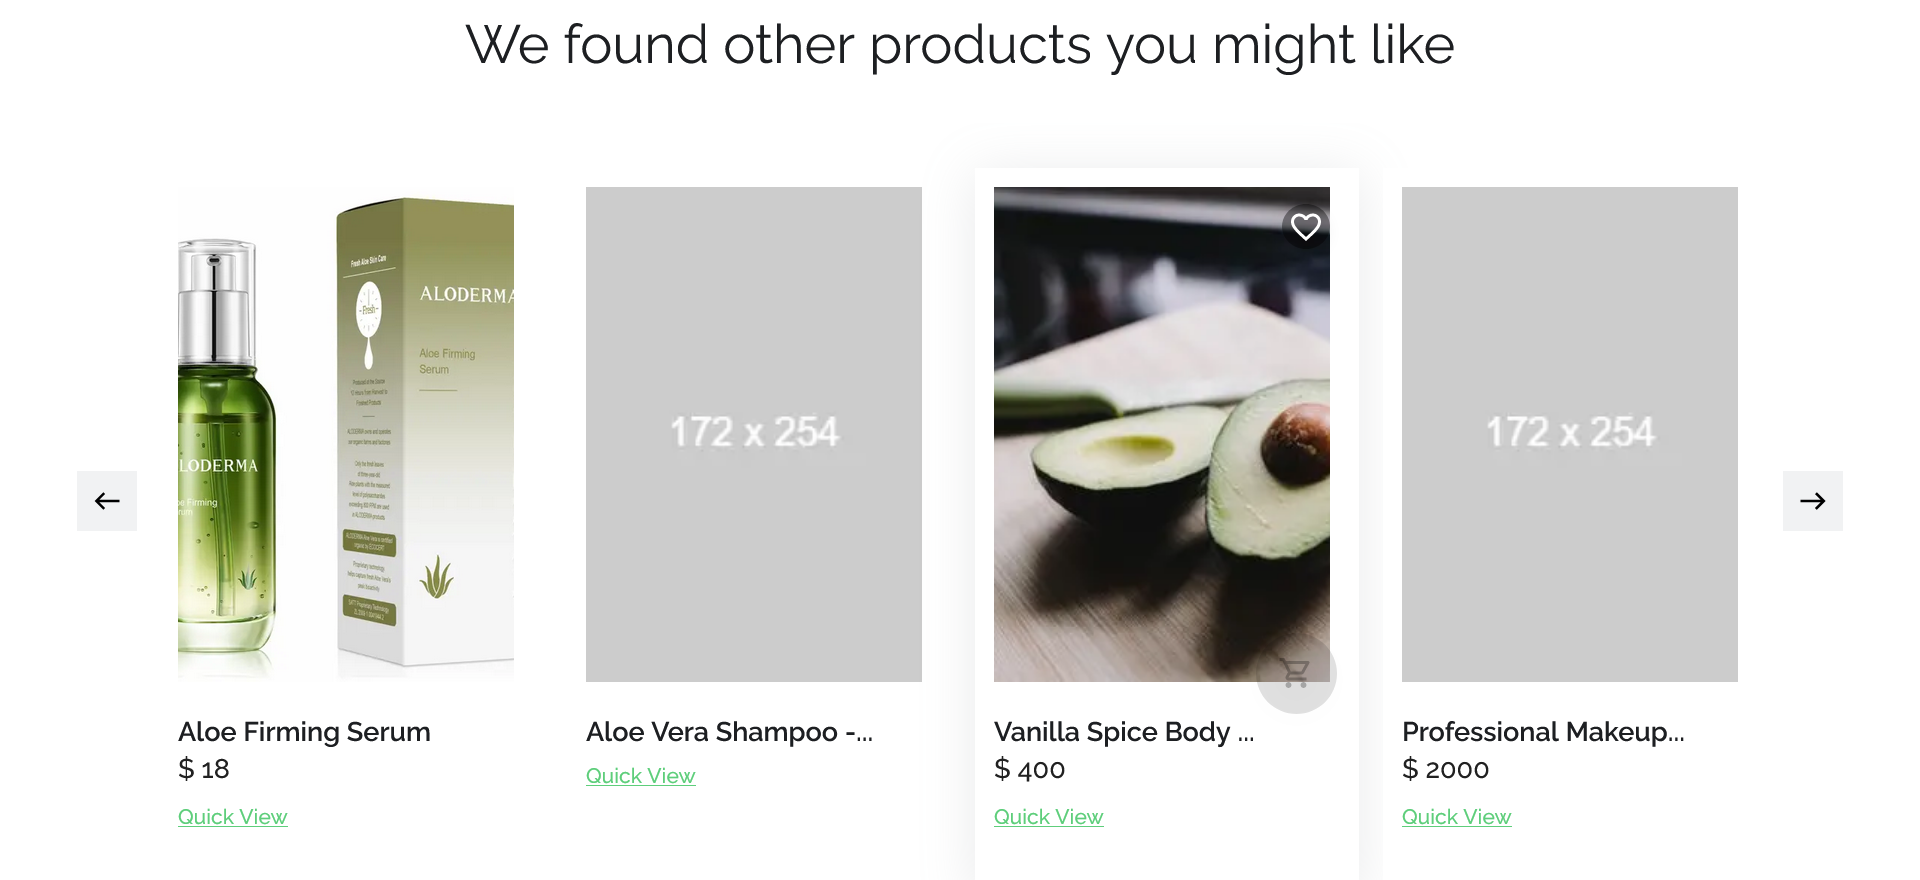 We found other products you might like
Fresh Aloe Skin Care
Fresh
ALODERMA
Aloe Firming
Serum
LODERMA
Firming
172 x 254
172 x 254
Aloe Firming Serum
$ 18
Quick View
Aloe Vera Shampoo -...
Quick View
Vanilla Spice Body ...
$ 400
Quick View
Professional Makeup...
$ 2000
Quick View